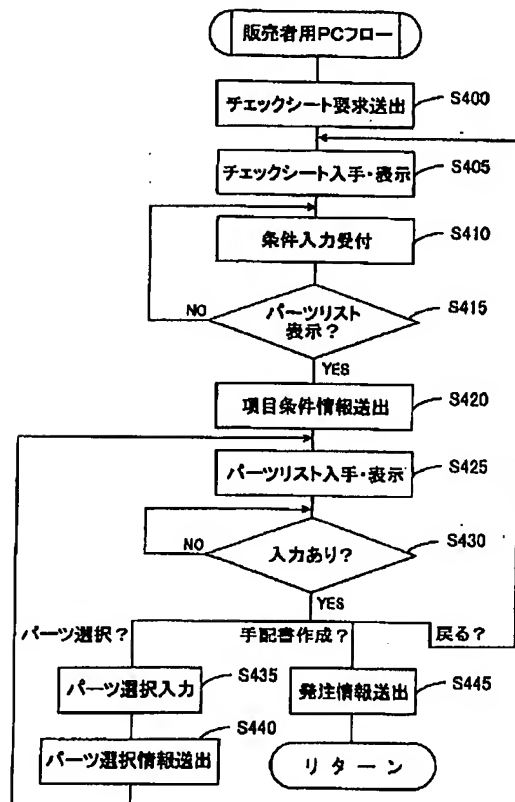 販売者用PCフロー
チェックシート要求送出
S400
チェックシート入手・表示
S405
条件入力受付
S410
パーツリスト
表示?
S415
NO
YES
項目条件情報送出
S420
パーツリスト入手・表示
S425
入力あり?
S430
NO
YES
パーツ選択?
手配書作成?
戻る?
パーツ選択入力
S435
発注情報送出
S445
パーツ選択情報送出
S440
リターン